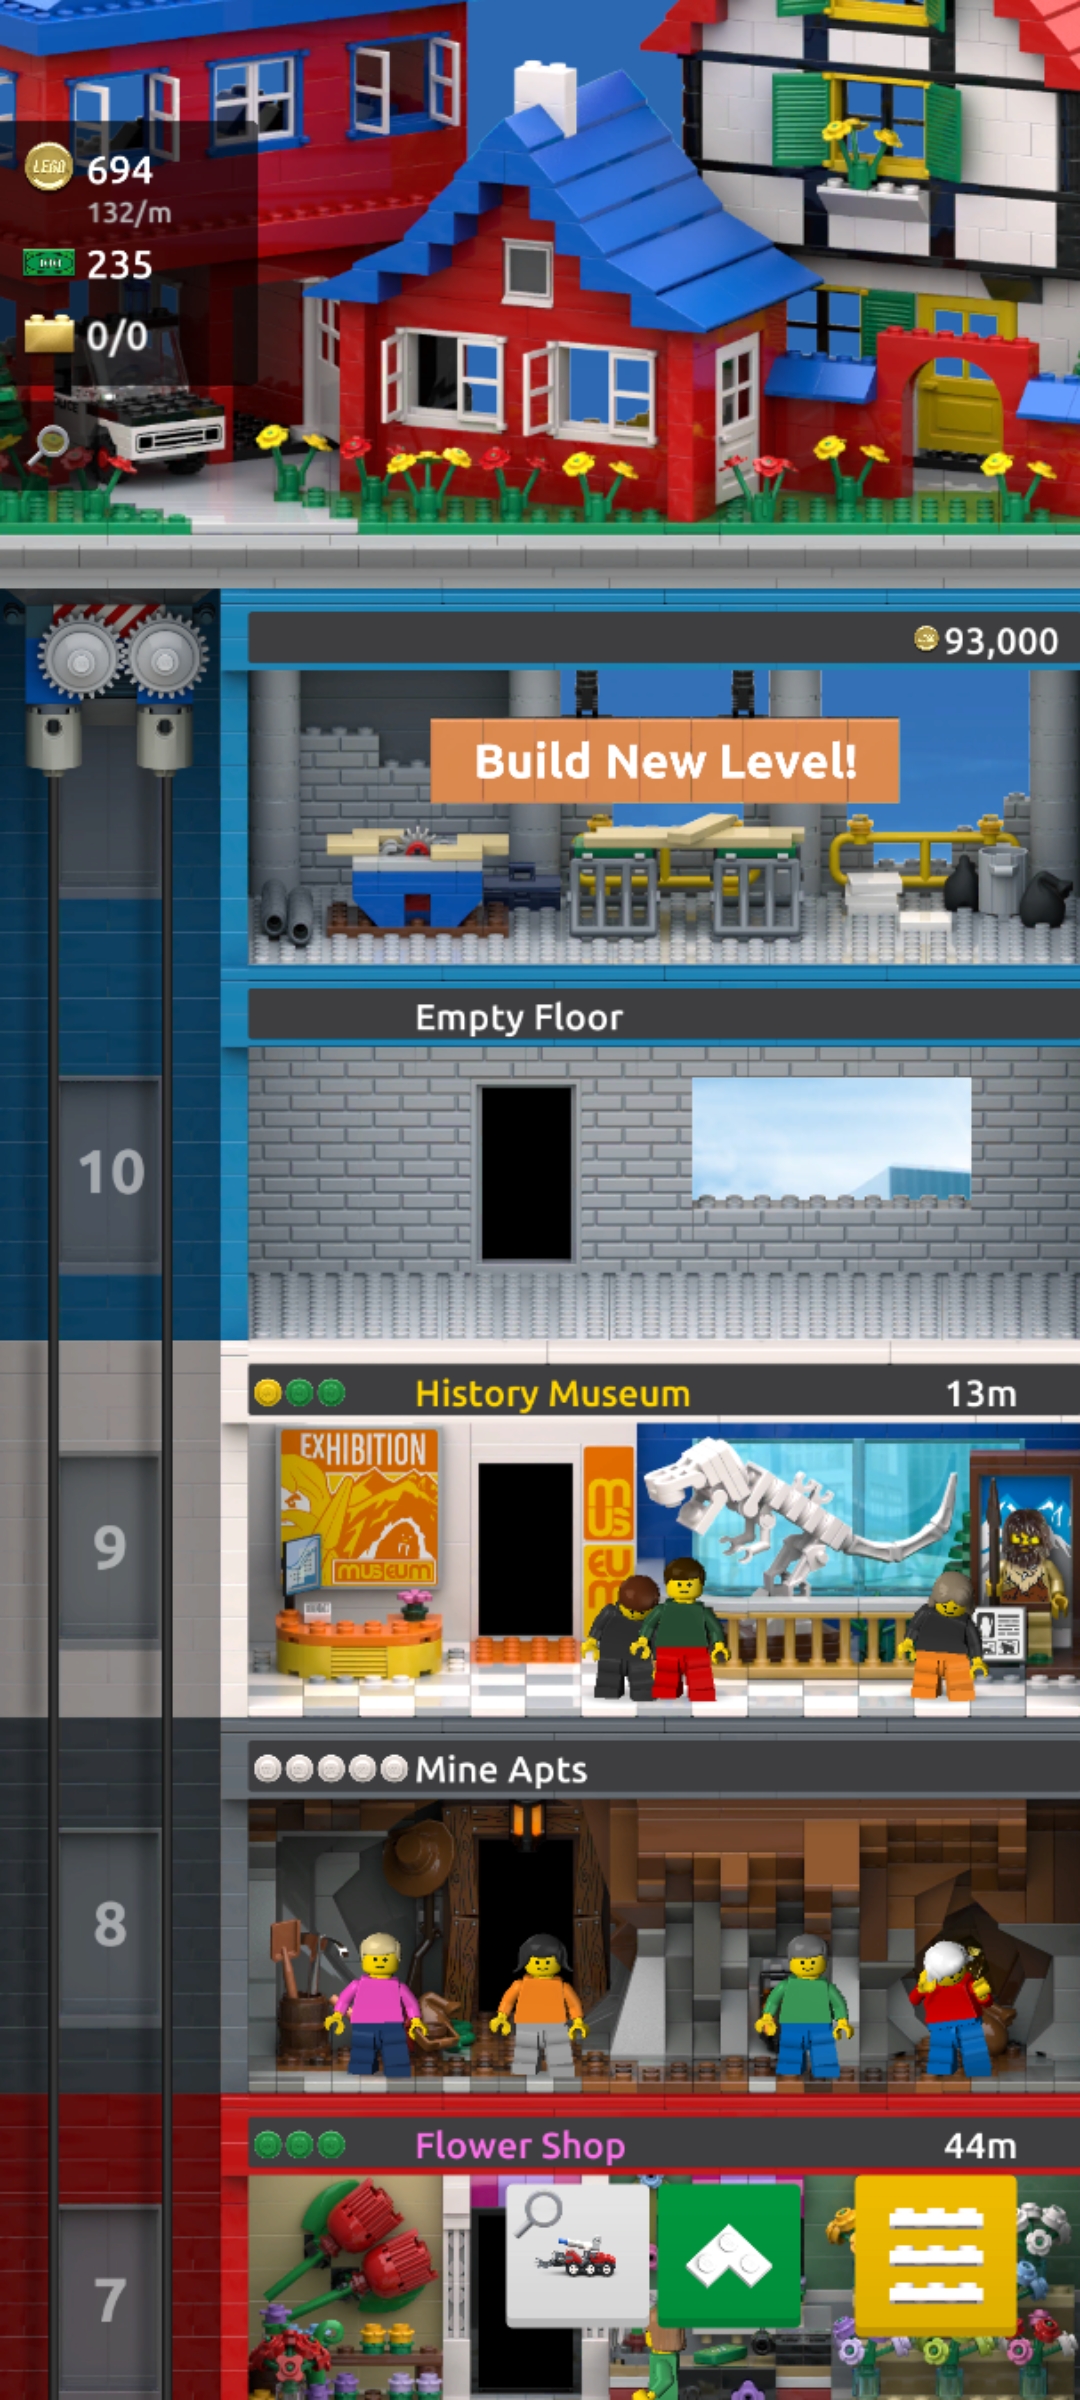 LEGO
694
132/m
235
0/0
93,000
Build New Level!
Empty Floor
10
History Museum 13m
EXHIBITION
MUSEUM
MUS
EUM
9
Mine Apts
8
Flower Shop 44m
7